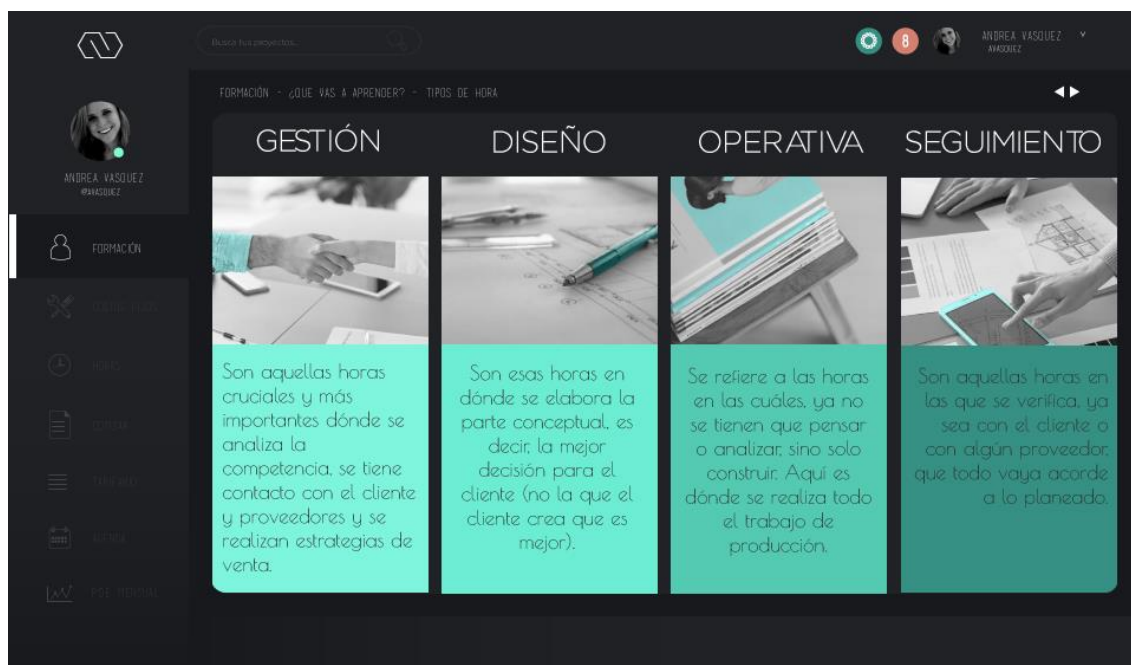 Busca tus proyectos...
8
ANDREA VASQUEZ
AVASQUEZ
FORMACIÓN - ¿QUE VAS A APRENDER? - TIPOS DE HORA
ANDREA VASQUEZ
@AVASQUEZ
FORMACIÓN
HORAS
COTIZAR
AGENDA
GESTIÓN
Son aquellas horas
cruciales y más
importantes dónde se
analiza la
competencia, se tiene
contacto con el cliente
y proveedores y se
realizan estrategias de
venta.
DISEÑO
Son esas horas en
dónde se elabora la
parte conceptual, es
decir, la mejor
decisión para el
cliente (no la que el
cliente crea que es
mejor).
OPERATIVA
Se refiere a las horas
en las cuáles, ya no
se tienen que pensar
o analizar, sino solo
construir. Aquí es
dónde se realiza todo
el trabajo de
producción.
SEGUIMIENTO
Son aquellas horas en
las que se verifica, ya
sea con el cliente o
con algún proveedor,
que todo vaya acorde
a lo planeado.